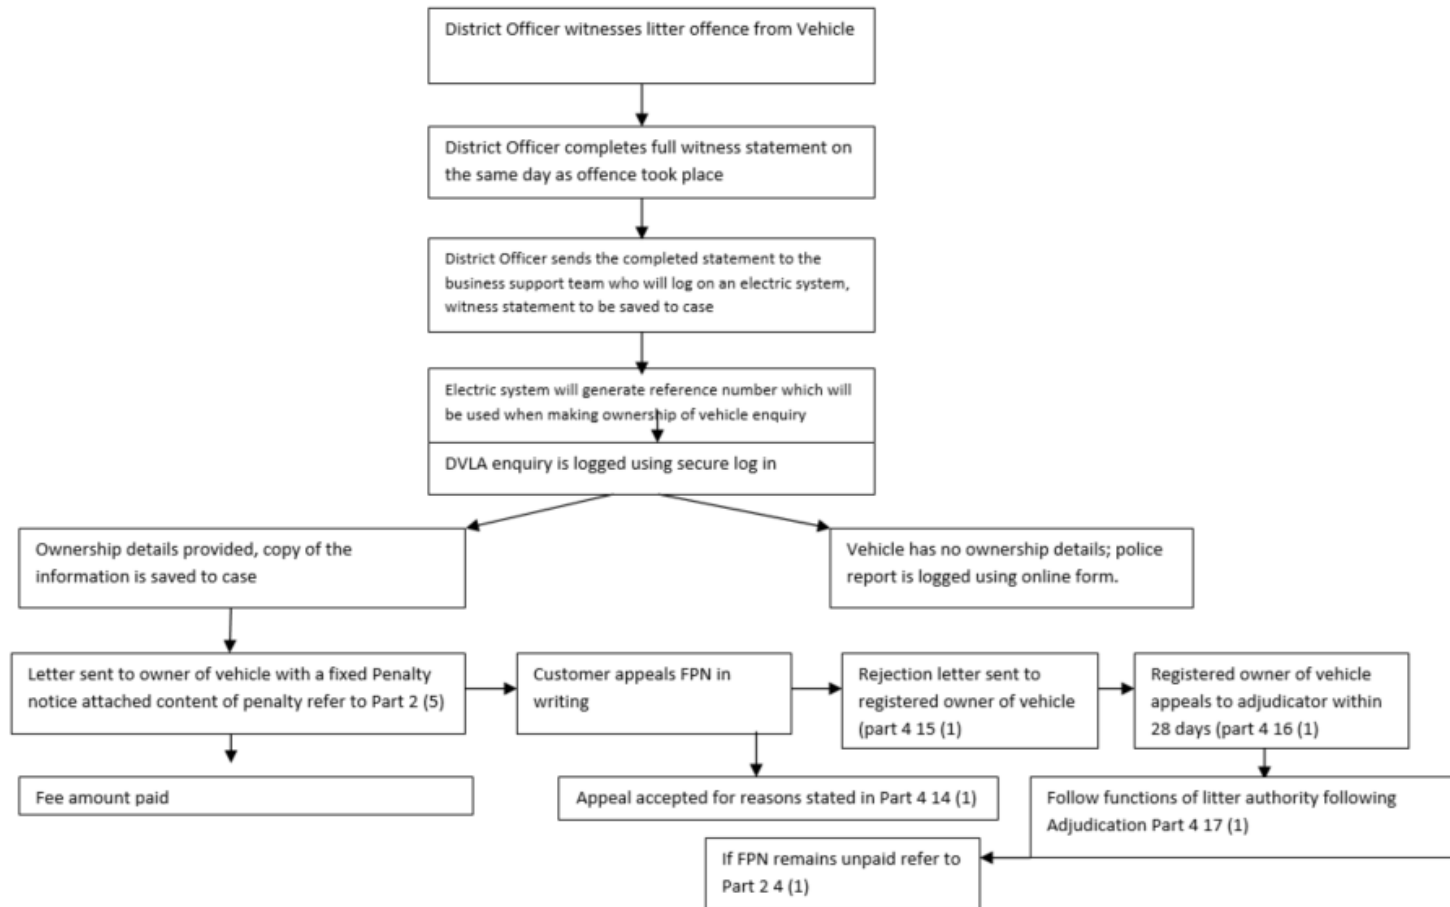 District Officer witnesses litter offence from Vehicle
District Officer completes full witness statement on
the same day as offence took place
District Officer sends the completed statement to the
business support team who will log on an electric system,
witness statement to be saved to case
Electric system will generate reference number which will
be used when making ownership of vehicle enquiry
DVLA enquiry is logged using secure log in
Ownership details provided, copy of the
information is saved to case
Vehicle has no ownership details; police
report is logged using online form.
Letter sent to owner of vehicle with a fixed Penalty
notice attached content of penalty refer to Part 2 (5)
Customer appeals FPN in
writing
Rejection letter sent to
registered owner of vehicle
(part 4 15 (1)
Registered owner of vehicle
appeals to adjudicator within
28 days (part 4 16 (1)
Fee amount paid
Appeal accepted for reasons stated in Part 4 14 (1)
Follow functions of litter authority following
Adjudication Part 4 17 (1)
If FPN remains unpaid refer to
Part 2 4 (1)